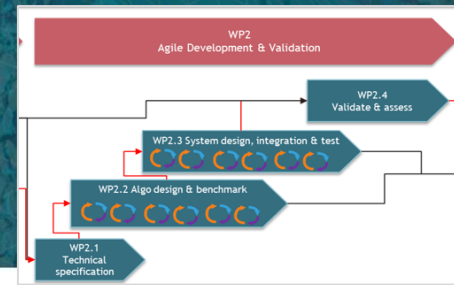 WP2
Agile Development & Validation
WP2.4
Validate & assess
WP2.3 System design, integration & test
WP2.2 Algo design & benchmark
WP2.1
Technical
specification